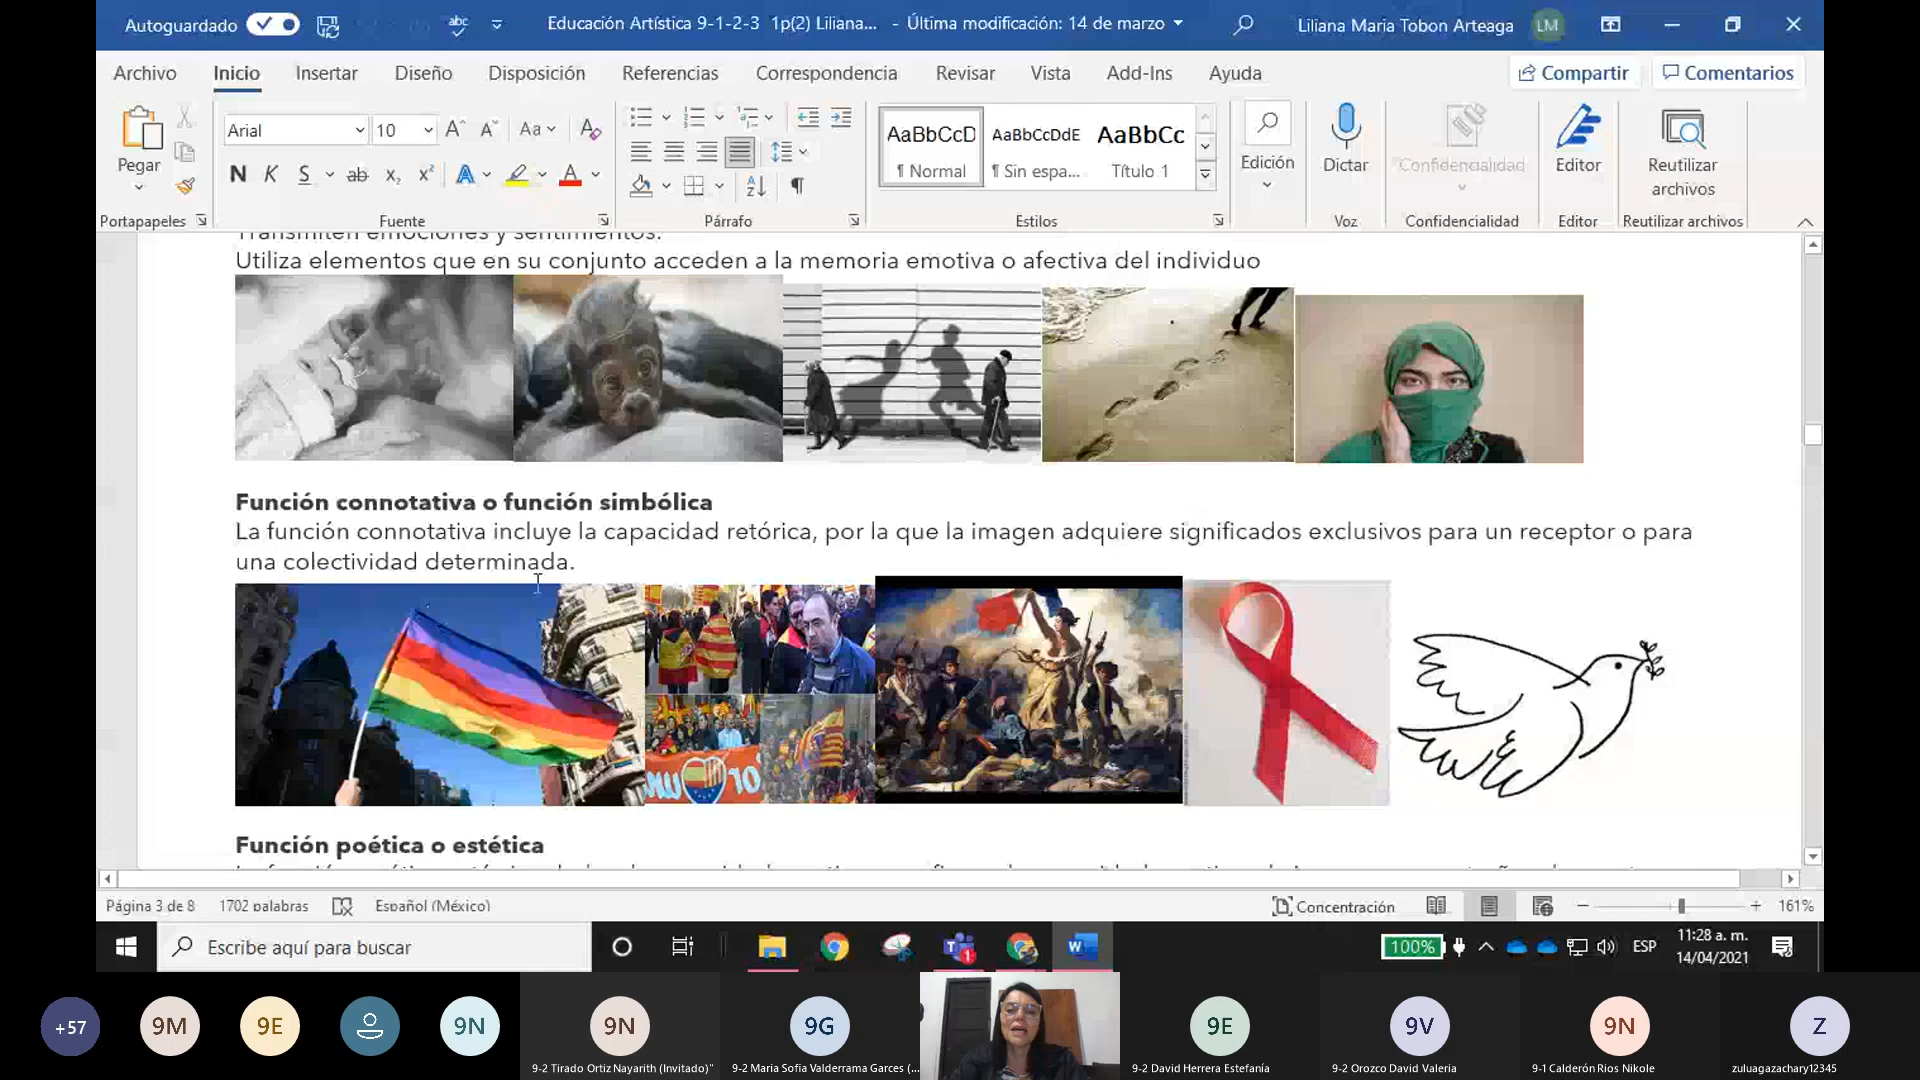 Autoguardado
Educación Artística 9-1-2-3 1p(2) Liliana... - Última modificación: 14 de marzo
Liliana Maria Tobon Arteaga
LM
Archivo Inicio Insertar Diseño Disposición Referencias Correspondencia Revisar Vista Add-Ins Ayuda
Compartir
Comentarios
Pegar
Portapapeles
Arial
10
Aa
N K S ab x₂ x² A A
Fuente
Párrafo
AaBbCcD AaBbCcDdE AaBbCc
¶ Normal ¶ Sin espa... Título 1
Estilos
Edición
Dictar
Voz
Confidencialidad
Confidencialidad
Editor
Editor
Reutilizar
archivos
Reutilizar archivos
Transmiten emociones y sentimientos.
Utiliza elementos que en su conjunto acceden a la memoria emotiva o afectiva del individuo
Función connotativa o función simbólica
La función connotativa incluye la capacidad retórica, por la que la imagen adquiere significados exclusivos para un receptor o para
una colectividad determinada.
Función poética o estética
Página 3 de 8
1702 palabras
Español (México)
Concentración
161%
Escribe aquí para buscar
100%
ESP
11:28 a. m.
14/04/2021
+57
9M
9E
9N
9N
9-2 Tirado Ortiz Nayarith (Invitado)"
9G
9-2 Maria Sofia Valderrama Garces (...
9E
9-2 David Herrera Estefanía
9V
9-2 Orozco David Valeria
9N
9-1 Calderón Rios Nikole
Z
zuluagazachary12345